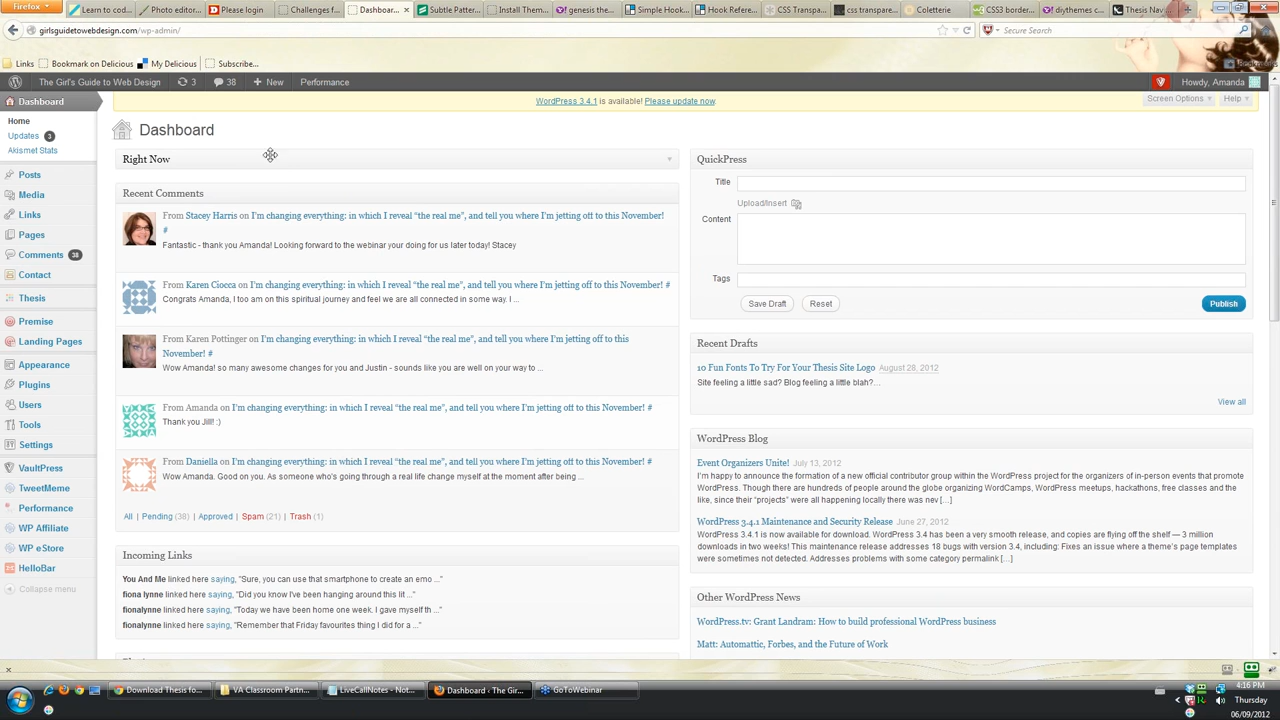 Firefox
Learn to cod...
Photo editor...
Please login
Challenges f...
Dashboar...
Subtle Patter...
Install Them...
genesis the...
Simple Hook...
Hook Refere...
CSS Transpa...
css transpare...
Coletterie
CSS3 border...
diythemes c...
Thesis Nav...
girlsguidetowebdesign.com/wp-admin/
Secure Search
Links
Bookmark on Delicious
My Delicious
Subscribe...
The Girl's Guide to Web Design
3
38
New
Performance
Howdy, Amanda
Dashboard
WordPress 3.4.1 is available! Please update now.
Screen Options
Help
Home
Updates 3
Akismet Stats
Posts
Media
Links
Pages
Comments 38
Contact
Thesis
Premise
Landing Pages
Appearance
Plugins
Users
Tools
Settings
VaultPress
TweetMeme
Performance
WP Affiliate
WP eStore
HelloBar
Collapse menu
Dashboard
Right Now
Recent Comments
From Stacey Harris on I'm changing everything: in which I reveal “the real me”, and tell you where I'm jetting off to this November!
#
Fantastic - thank you Amanda! Looking forward to the webinar your doing for us later today! Stacey
From Karen Ciocca on I'm changing everything: in which I reveal “the real me”, and tell you where I'm jetting off to this November! #
Congrats Amanda, I too am on this spiritual journey and feel we are all connected in some way. I ...
From Karen Pottinger on I'm changing everything: in which I reveal “the real me”, and tell you where I'm jetting off to this
November! #
Wow Amanda! so many awesome changes for you and Justin - sounds like you are well on your way to ...
From Amanda on I'm changing everything: in which I reveal “the real me”, and tell you where I'm jetting off to this November! #
Thank you Jill! :)
From Daniella on I'm changing everything: in which I reveal “the real me”, and tell you where I'm jetting off to this November! #
Wow Amanda. Good on you. As someone who's going through a real life change myself at the moment after being ...
All | Pending (38) | Approved | Spam (21) | Trash (1)
Incoming Links
You And Me linked here saying, "Sure, you can use that smartphone to create an emo ..."
fiona lynne linked here saying, "Did you know I've been hanging around this lit ..."
fionalynne linked here saying, "Today we have been home one week. I gave myself th ..."
fionalynne linked here saying, "Remember that Friday favourites thing I did for a ..."
QuickPress
Title
Upload/Insert
Content
Tags
Save Draft
Reset
Publish
Recent Drafts
10 Fun Fonts To Try For Your Thesis Site Logo August 28, 2012
Site feeling a little sad? Blog feeling a little blah?...
View all
WordPress Blog
Event Organizers Unite! July 13, 2012
I'm happy to announce the formation of a new official contributor group within the WordPress project for the organizers of in-person events that promote
WordPress. Though there are hundreds of people around the globe organizing WordCamps, WordPress meetups, hackathons, free classes and the
like, since their “projects” were all happening locally there was nev [...]
WordPress 3.4.1 Maintenance and Security Release June 27, 2012
WordPress 3.4.1 is now available for download. WordPress 3.4 has been a very smooth release, and copies are flying off the shelf — 3 million
downloads in two weeks! This maintenance release addresses 18 bugs with version 3.4, including: Fixes an issue where a theme's page templates
were sometimes not detected. Addresses problems with some category permalink [...]
Other WordPress News
WordPress.tv: Grant Landram: How to build professional WordPress business
Matt: Automattic, Forbes, and the Future of Work
Download Thesis fo...
VA Classroom Partn...
LiveCallNotes - Not...
Dashboard ‹ The Gir...
GoToWebinar
4:16 PM
Thursday
06/09/2012